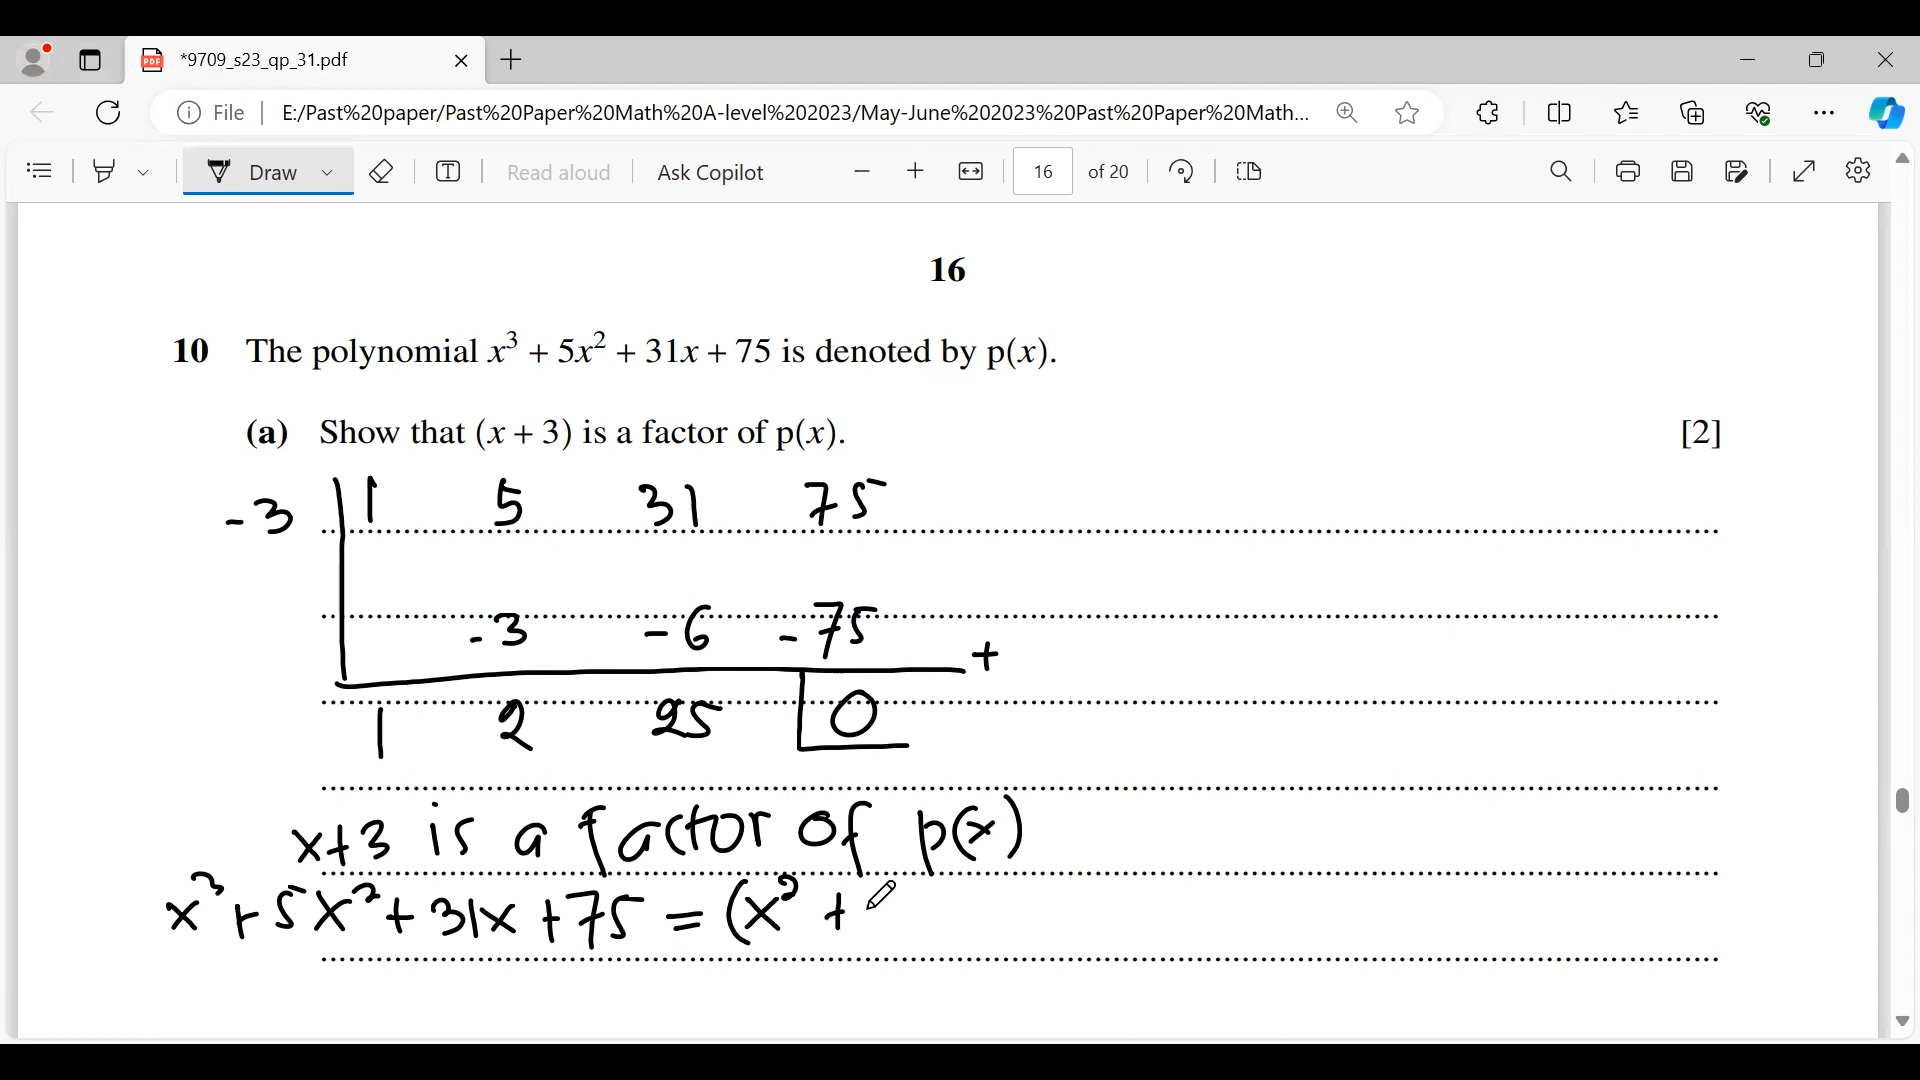 *9709_s23_qp_31.pdf
File
E:/Past%20paper/Past%20Paper%20Math%20A-level%202023/May-June%202023%20Past%20Paper%20Math...
Draw
Read aloud
Ask Copilot
16 of 20
16
10 The polynomial x³ + 5x² + 31x + 75 is denoted by p(x).
(a) Show that (x + 3) is a factor of p(x). [2]
-3 1 5 31 75
-3 -6 -75 +
1 2 25 0
x+3 is a factor of p(x)
x³ + 5x² + 31x + 75 = (x² +